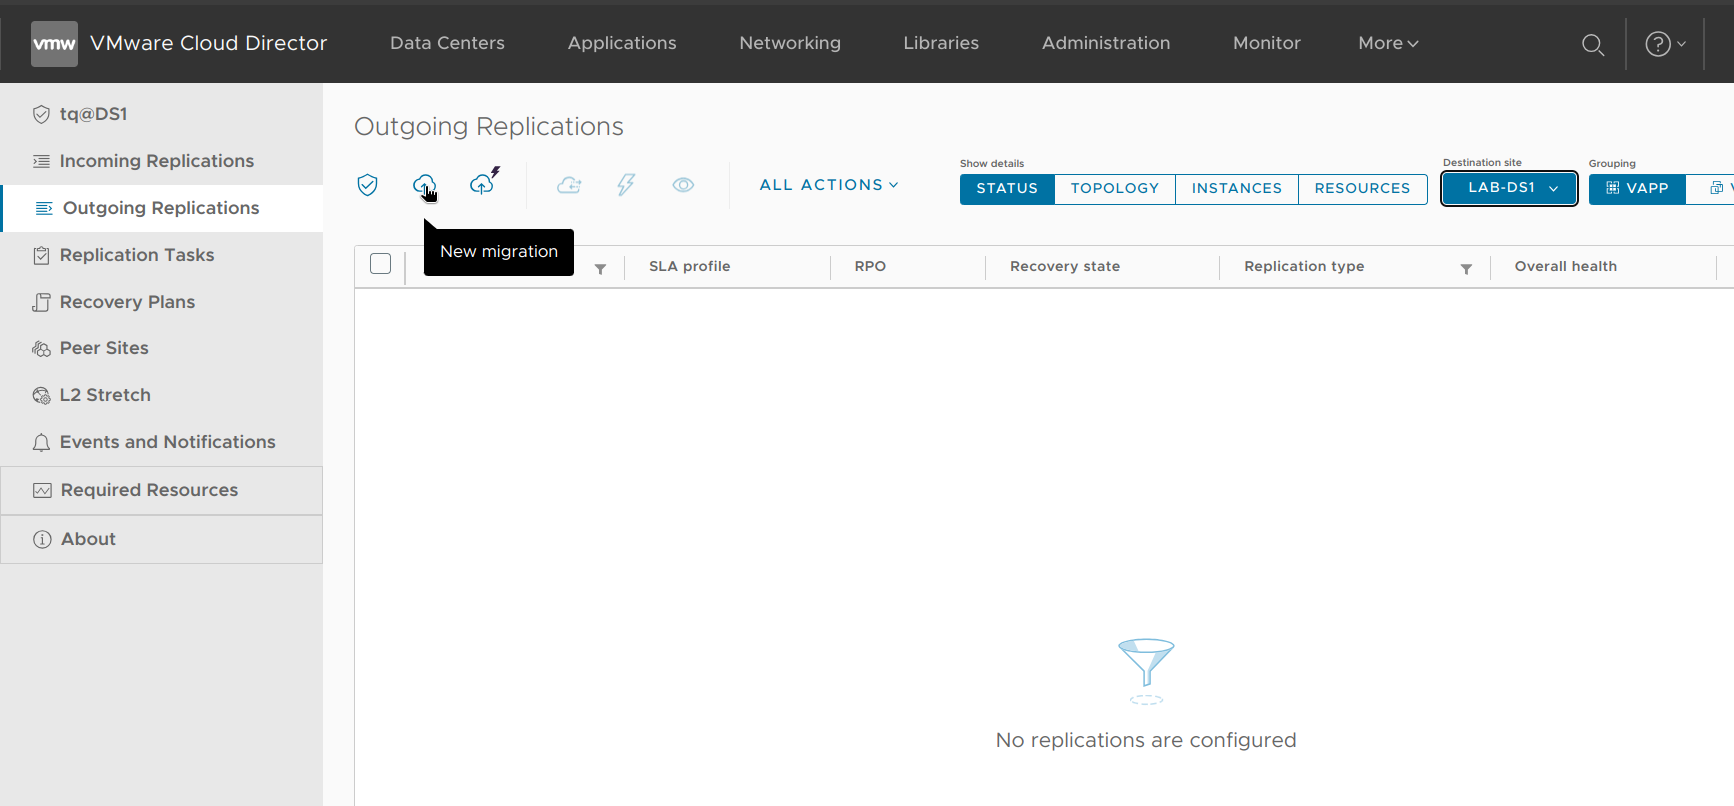 vmw VMware Cloud Director Data Centers Applications Networking Libraries Administration Monitor More
tq@DS1
Incoming Replications
Outgoing Replications
Replication Tasks
Recovery Plans
Peer Sites
L2 Stretch
Events and Notifications
Required Resources
About
Outgoing Replications
ALL ACTIONS
Show details
STATUS TOPOLOGY INSTANCES RESOURCES
Destination site
LAB-DS1
Grouping
VAPP
New migration
SLA profile RPO Recovery state Replication type Overall health
No replications are configured